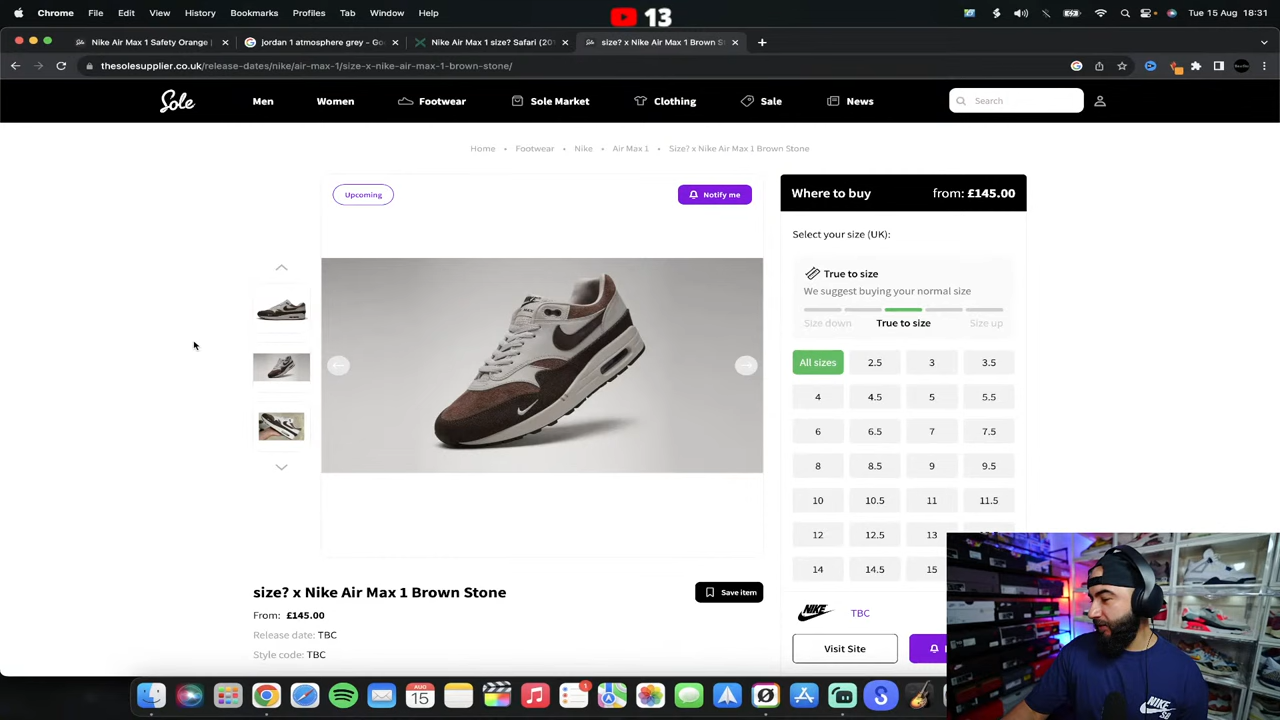 Chrome File Edit View History Bookmarks Profiles Tab Window Help
13
Tue 15 Aug 18:31
Nike Air Max 1 Safety Orange
jordan 1 atmosphere grey - Go
Nike Air Max 1 size? Safari (20
size? x Nike Air Max 1 Brown S
thesolesupplier.co.uk/release-dates/nike/air-max-1/size-x-nike-air-max-1-brown-stone/
Sole
Men
Women
Footwear
Sole Market
Clothing
Sale
News
Search
Home • Footwear • Nike • Air Max 1 • Size? x Nike Air Max 1 Brown Stone
Upcoming
Notify me
Where to buy
from: £145.00
Select your size (UK):
True to size
We suggest buying your normal size
Size down
True to size
Size up
All sizes 2.5 3 3.5
4 4.5 5 5.5
6 6.5 7 7.5
8 8.5 9 9.5
10 10.5 11 11.5
12 12.5 13
14 14.5 15
size? x Nike Air Max 1 Brown Stone
Save item
From: £145.00
Release date: TBC
Style code: TBC
NIKE
TBC
Visit Site
AUG
15
1
NIKE